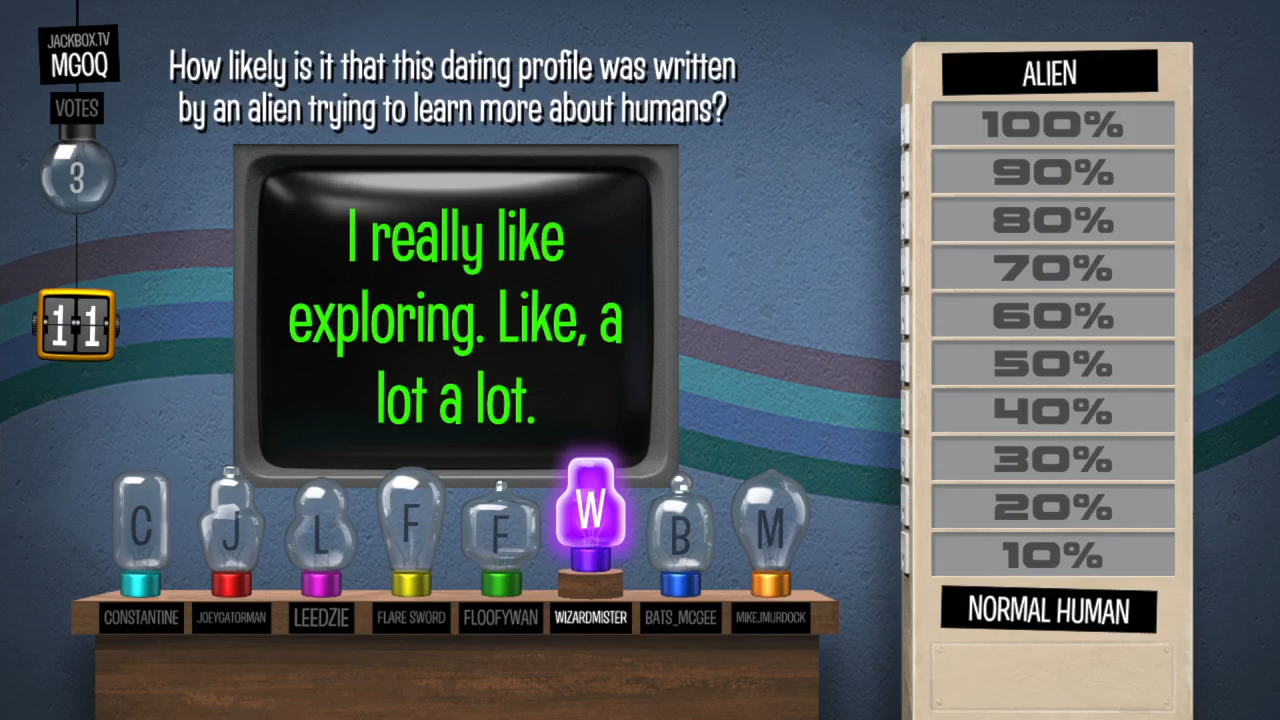 JACKBOX.TV
MGOQ
VOTES
3
11
How likely is it that this dating profile was written
by an alien trying to learn more about humans?
I really like
exploring. Like, a
lot a lot.
C J L F F W B M
CONSTANTINE JOEYGATORMAN LEEDZIE FLARE SWORD FLOOFYWAN WIZARDMISTER BATS_MCGEE MIKEJMURDOCK
ALIEN
100%
90%
80%
70%
60%
50%
40%
30%
20%
10%
NORMAL HUMAN